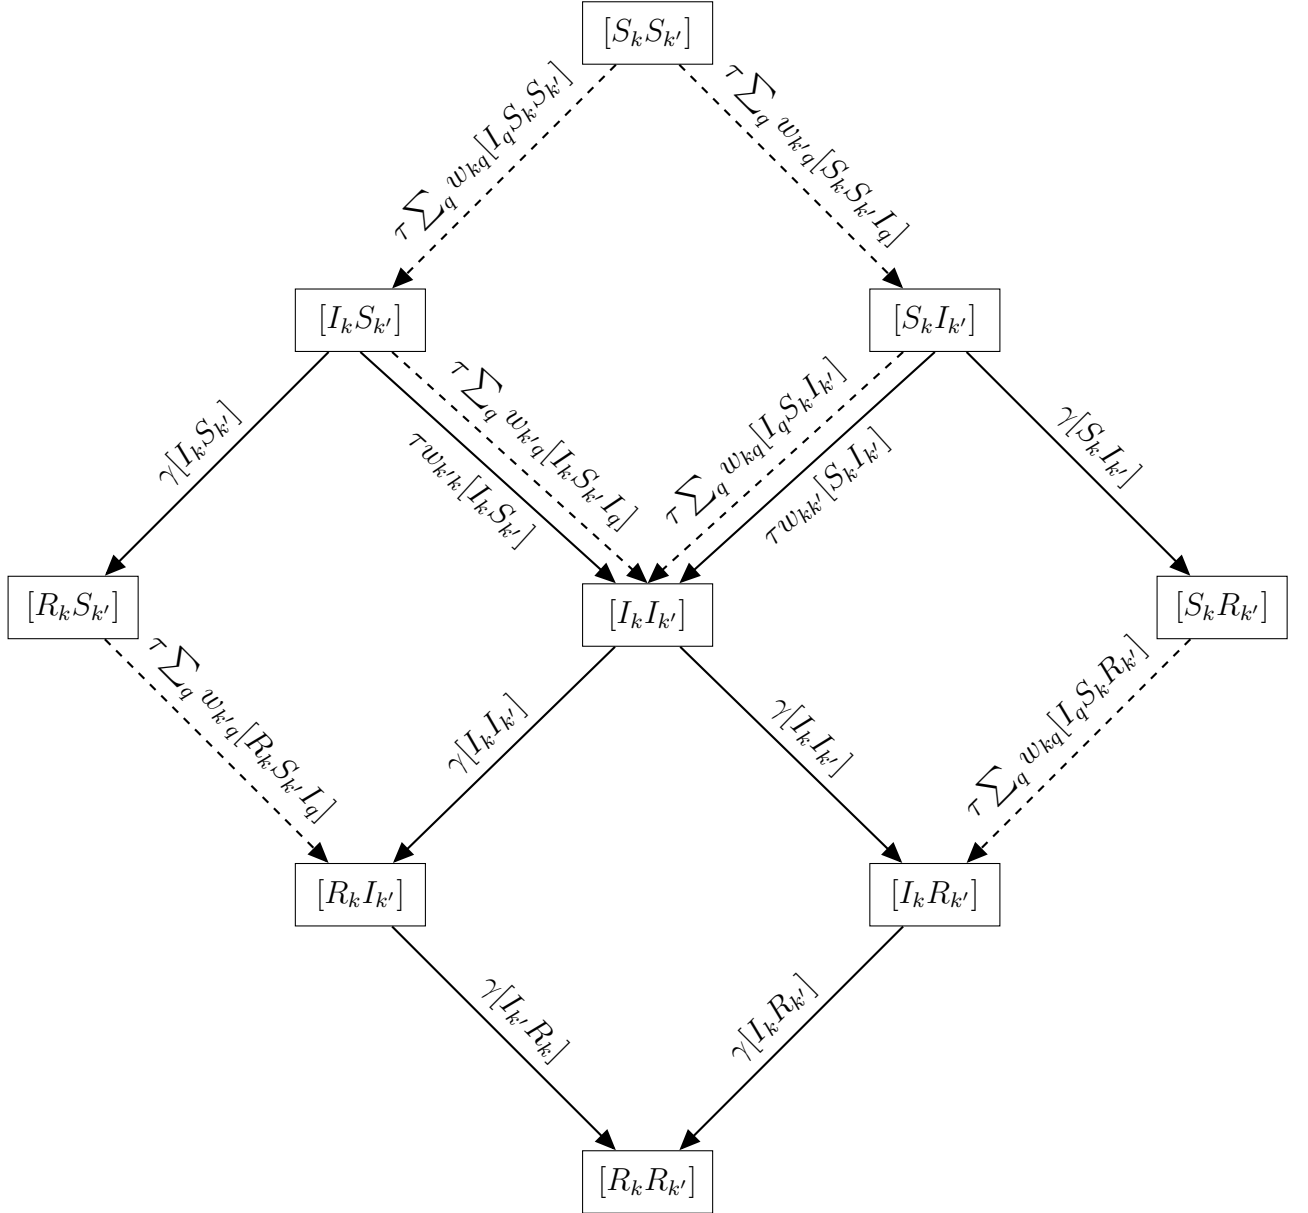 [S_k S_{k'}]
τ ∑_q w_{kq}[I_q S_k S_{k'}]
τ ∑_q w_{k'q}[S_k S_{k'} I_q]
[I_k S_{k'}]
[S_k I_{k'}]
γ[I_k S_{k'}]
τ w_{k'k}[I_k S_{k'}]
τ ∑_q w_{k'q}[I_k S_{k'} I_q]
τ ∑_q w_{kq}[I_q S_k I_{k'}]
τ w_{kk'}[S_k I_{k'}]
γ[S_k I_{k'}]
[R_k S_{k'}]
[I_k I_{k'}]
[S_k R_{k'}]
τ ∑_q w_{k'q}[R_k S_{k'} I_q]
γ[I_k I_{k'}]
γ[I_k I_{k'}]
τ ∑_q w_{kq}[I_q S_k R_{k'}]
[R_k I_{k'}]
[I_k R_{k'}]
γ[I_{k'} R_k]
γ[I_k R_{k'}]
[R_k R_{k'}]